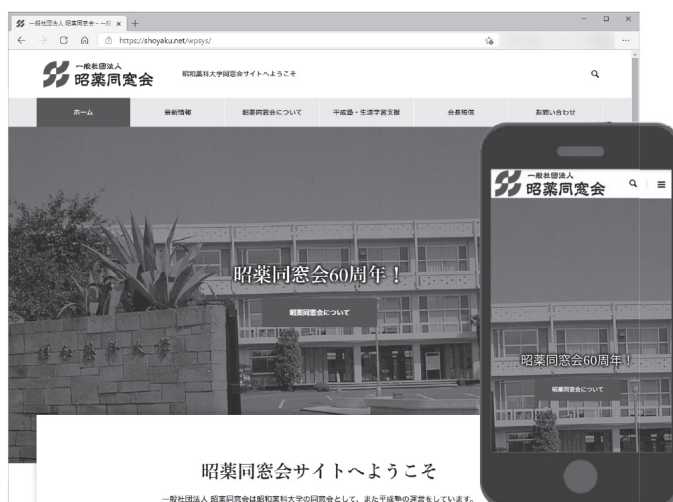 一般社団法人 昭薬同窓会 – 一般
https://shoyaku.net/wpsys/
一般社団法人
昭薬同窓会
昭和薬科大学同窓会サイトへようこそ
ホーム
最新情報
昭薬同窓会について
平成塾・生涯学習支援
会長短信
お問い合わせ
昭薬同窓会60周年！
昭薬同窓会について
昭和薬科大学
昭薬同窓会サイトへようこそ
一般社団法人 昭薬同窓会は昭和薬科大学の同窓会として、また平成塾の運営をしています。
一般社団法人
昭薬同窓会
昭薬同窓会60周年！
昭薬同窓会について